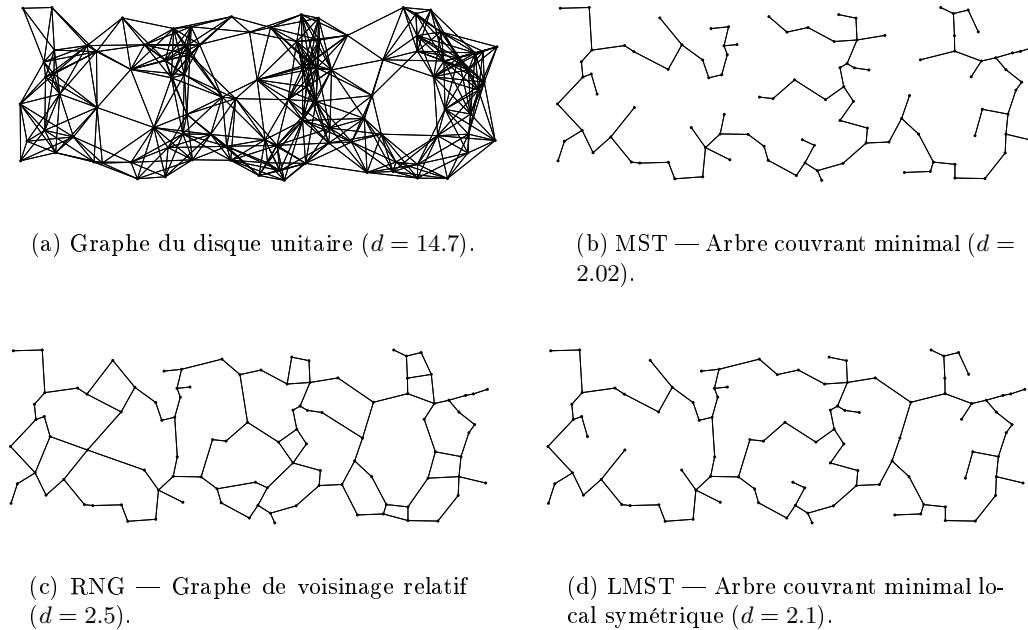 (a) Graphe du disque unitaire (d = 14.7).
(b) MST — Arbre couvrant minimal (d =
2.02).
(c) RNG — Graphe de voisinage relatif
(d = 2.5).
(d) LMST — Arbre couvrant minimal lo-
cal symétrique (d = 2.1).